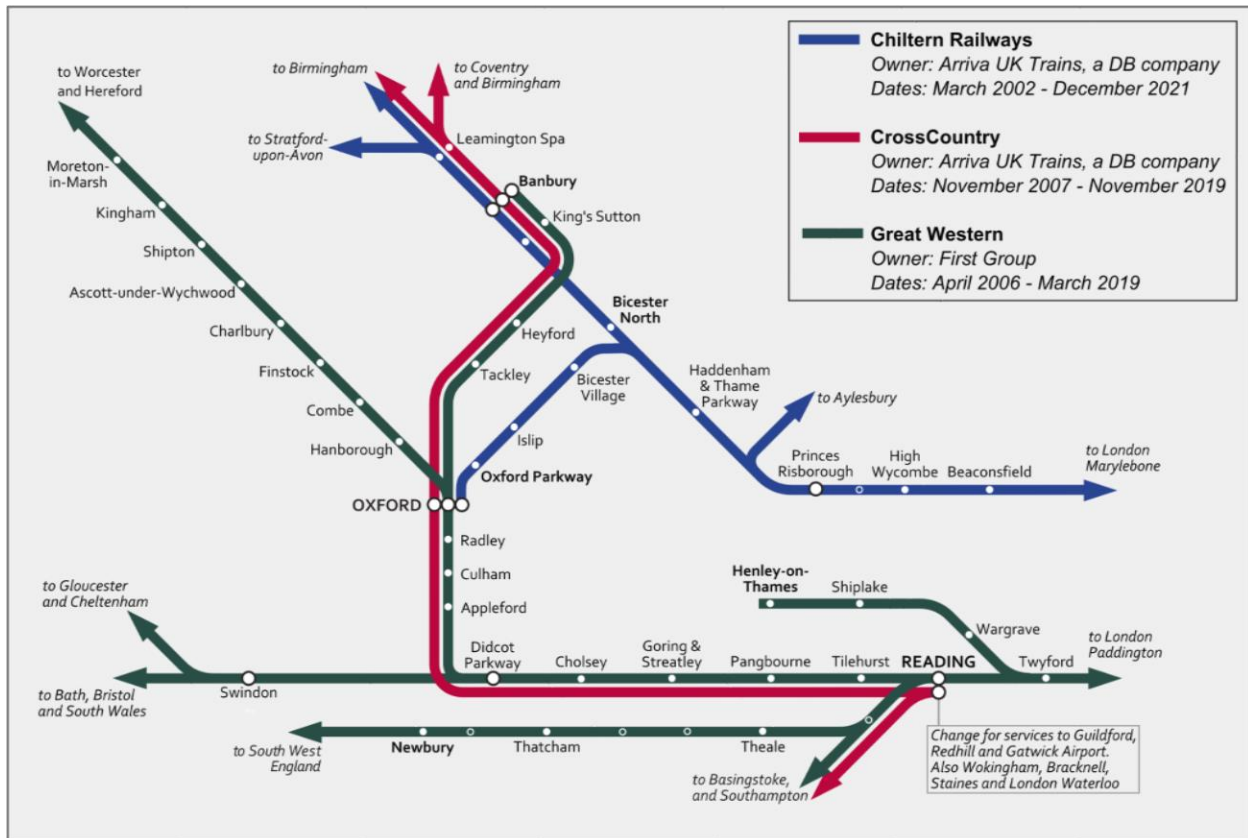 Chiltern Railways
Owner: Arriva UK Trains, a DB company
Dates: March 2002 - December 2021
CrossCountry
Owner: Arriva UK Trains, a DB company
Dates: November 2007 - November 2019
Great Western
Owner: First Group
Dates: April 2006 - March 2019
to Worcester
and Hereford
to Birmingham
to Coventry
and Birmingham
to Stratford-
upon-Avon
Leamington Spa
Moreton-
in-Marsh
Banbury
Kingham
King's Sutton
Shipton
Ascott-under-Wychwood
Charlbury
Finstock
Combe
Hanborough
Heyford
Tackley
Bicester
North
Bicester
Village
Haddenham
& Thame
Parkway
to Aylesbury
Islip
Oxford Parkway
Princes
Risborough
High
Wycombe
Beaconsfield
to London
Marylebone
OXFORD
Radley
Culham
Appleford
to Gloucester
and Cheltenham
Henley-on-
Thames
Shiplake
Wargrave
to London
Paddington
Didcot
Parkway
Cholsey
Goring &
Streatley
Pangbourne
Tilehurst
READING
Twyford
to Bath, Bristol
and South Wales
Swindon
to South West
England
Newbury
Thatcham
Theale
to Basingstoke,
and Southampton
Change for services to Guildford,
Redhill and Gatwick Airport.
Also Wokingham, Bracknell,
Staines and London Waterloo